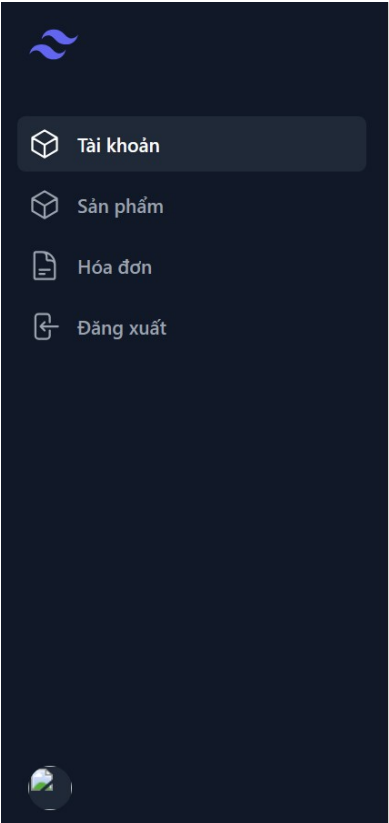 Tài khoản
Sản phẩm
Hóa đơn
Đăng xuất